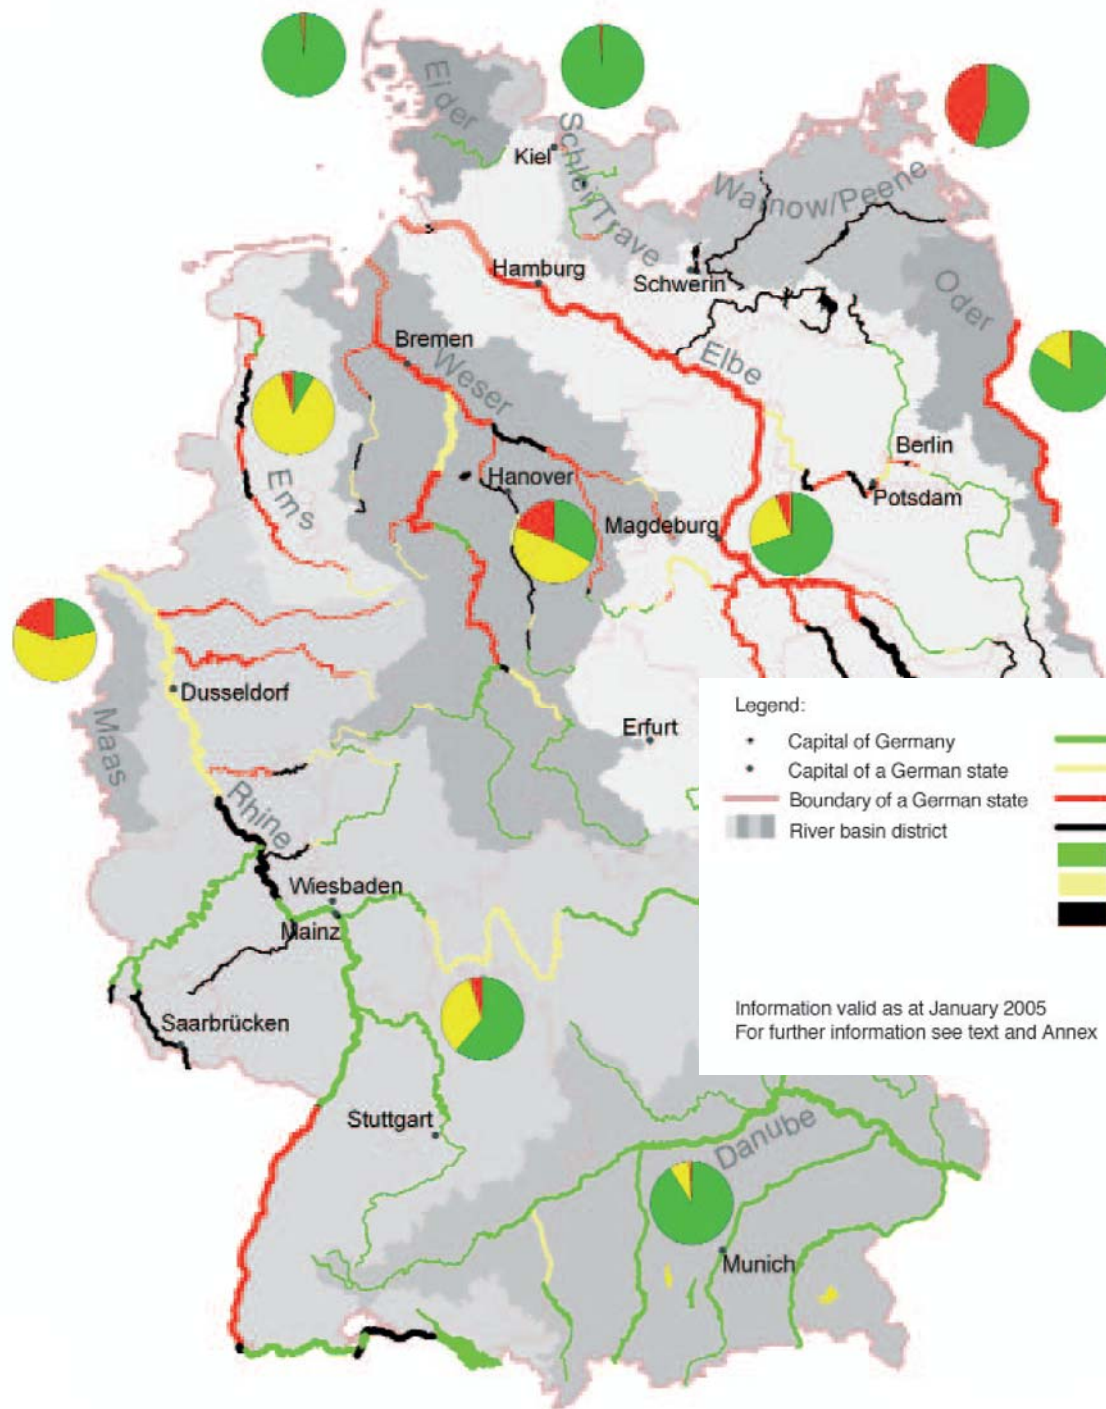 Eider
Kiel
Schlei/Trave
Warnow/Peene
Hamburg
Schwerin
Oder
Bremen
Weser
Elbe
Berlin
Hanover
Ems
Potsdam
Magdeburg
Dusseldorf
Maas
Erfurt
Rhine
Wiesbaden
Mainz
Saarbrücken
Stuttgart
Danube
Munich
Legend:
Capital of Germany
Capital of a German state
Boundary of a German state
River basin district
Information valid as at January 2005
For further information see text and Annex